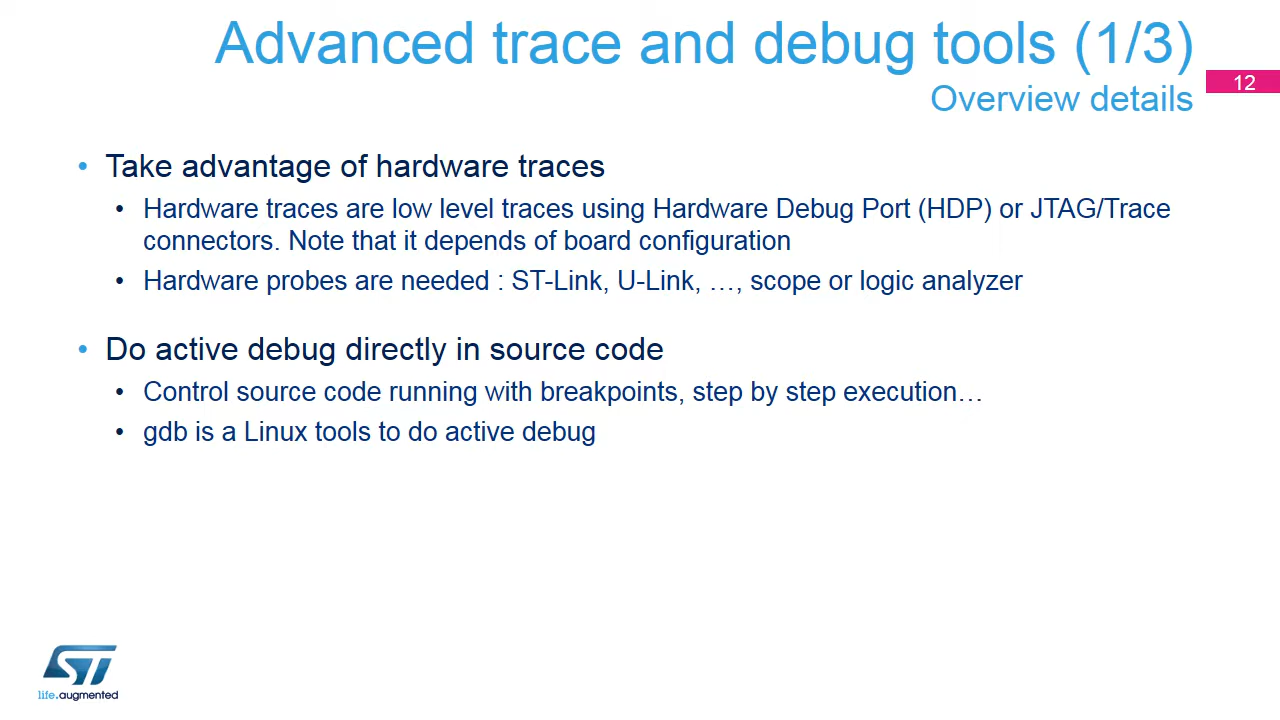 Advanced trace and debug tools (1/3)
12
Overview details
• Take advantage of hardware traces
• Hardware traces are low level traces using Hardware Debug Port (HDP) or JTAG/Trace
connectors. Note that it depends of board configuration
• Hardware probes are needed : ST-Link, U-Link, …, scope or logic analyzer
• Do active debug directly in source code
• Control source code running with breakpoints, step by step execution…
• gdb is a Linux tools to do active debug
ST
life.augmented